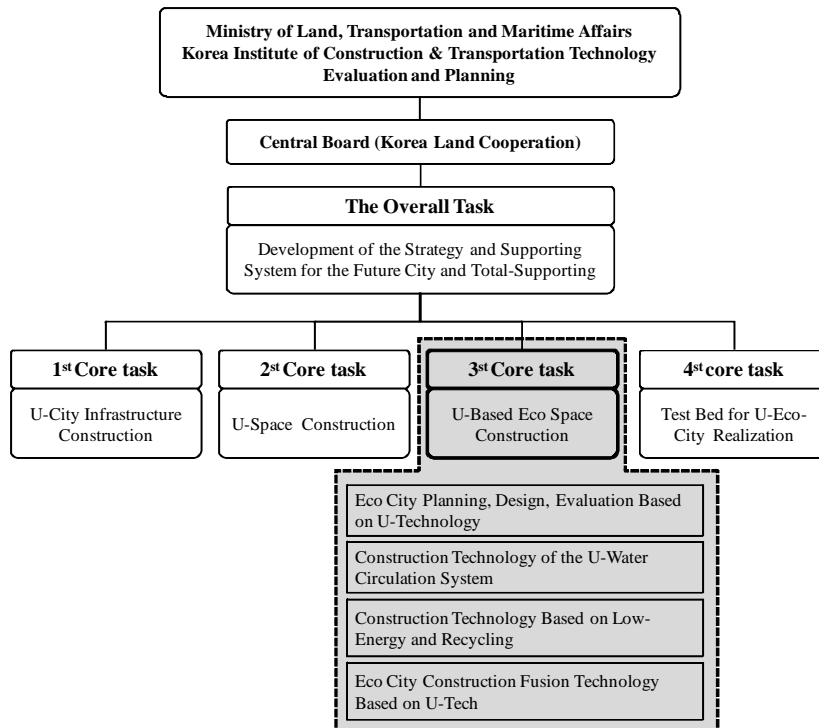 Ministry of Land, Transportation and Maritime Affairs
Korea Institute of Construction & Transportation Technology
Evaluation and Planning
Central Board (Korea Land Cooperation)
The Overall Task
Development of the Strategy and Supporting
System for the Future City and Total-Supporting
1st Core task
U-City Infrastructure
Construction
2st Core task
U-Space Construction
3st Core task
U-Based Eco Space
Construction
4st core task
Test Bed for U-Eco-
City Realization
Eco City Planning, Design, Evaluation Based
on U-Technology
Construction Technology of the U-Water
Circulation System
Construction Technology Based on Low-
Energy and Recycling
Eco City Construction Fusion Technology
Based on U-Tech